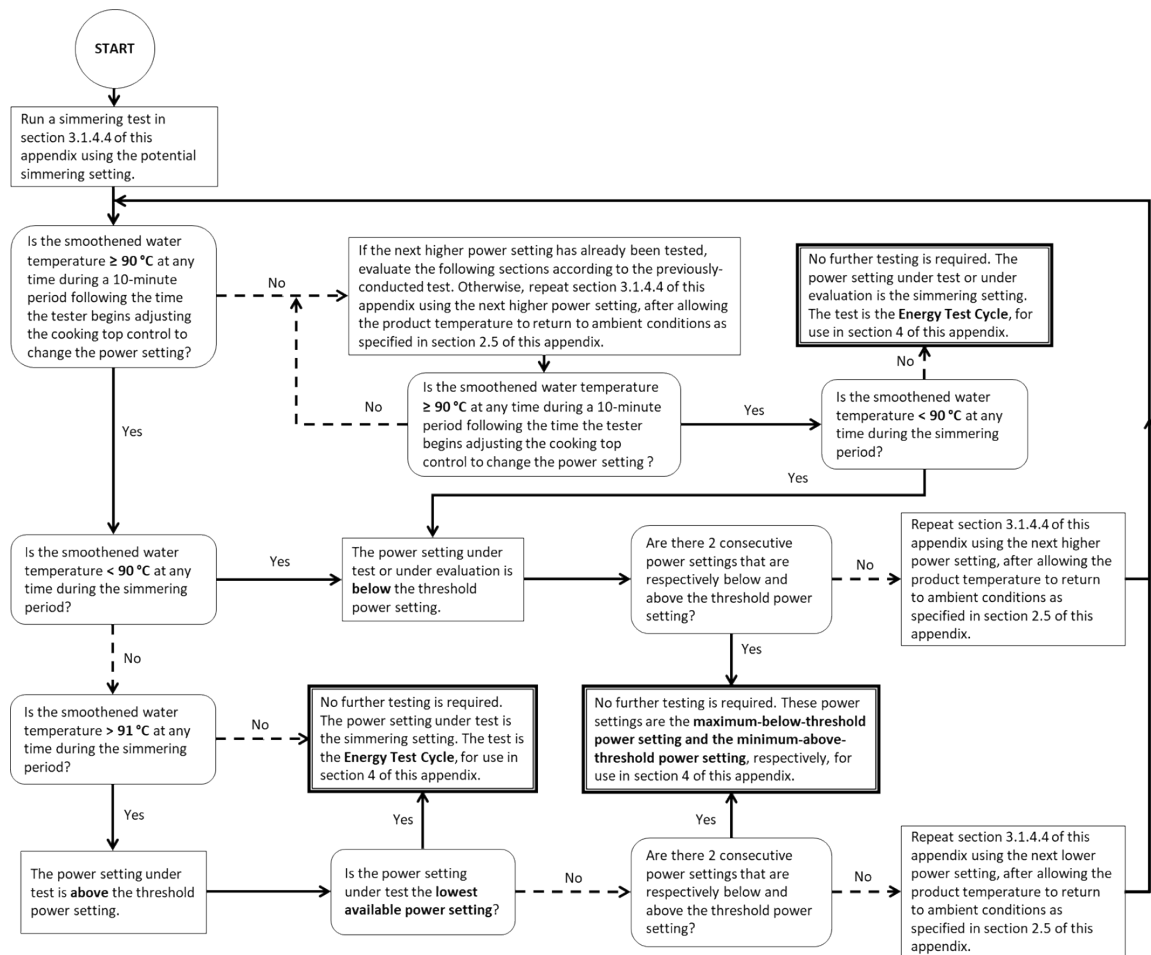 START
Run a simmering test in
section 3.1.4.4 of this
appendix using the potential
simmering setting.
Is the smoothened water
temperature ≥ 90 °C at any
time during a 10-minute
period following the time
the tester begins adjusting
the cooking top control to
change the power setting?
No
If the next higher power setting has already been tested,
evaluate the following sections according to the previously-
conducted test. Otherwise, repeat section 3.1.4.4 of this
appendix using the next higher power setting, after allowing
the product temperature to return to ambient conditions as
specified in section 2.5 of this appendix.
No further testing is required. The
power setting under test or under
evaluation is the simmering setting.
The test is the Energy Test Cycle, for
use in section 4 of this appendix.
No
Is the smoothened water temperature
≥ 90 °C at any time during a 10-minute
period following the time the tester
begins adjusting the cooking top
control to change the power setting ?
No
Yes
Is the smoothened water
temperature < 90 °C at any
time during the simmering
period?
Yes
Yes
Is the smoothened water
temperature < 90 °C at any
time during the simmering
period?
Yes
The power setting under
test or under evaluation is
below the threshold
power setting.
Are there 2 consecutive
power settings that are
respectively below and
above the threshold power
setting?
No
Repeat section 3.1.4.4 of this
appendix using the next higher
power setting, after allowing the
product temperature to return
to ambient conditions as
specified in section 2.5 of this
appendix.
No
Yes
Is the smoothened water
temperature > 91 °C at any
time during the simmering
period?
No
No further testing is required.
The power setting under test is
the simmering setting. The test is
the Energy Test Cycle, for use in
section 4 of this appendix.
No further testing is required. These power
settings are the maximum-below-threshold
power setting and the minimum-above-
threshold power setting, respectively, for
use in section 4 of this appendix.
Yes
Yes
Yes
The power setting under
test is above the threshold
power setting.
Is the power setting
under test the lowest
available power setting?
No
Are there 2 consecutive
power settings that are
respectively below and
above the threshold power
setting?
No
Repeat section 3.1.4.4 of this
appendix using the next lower
power setting, after allowing the
product temperature to return
to ambient conditions as
specified in section 2.5 of this
appendix.